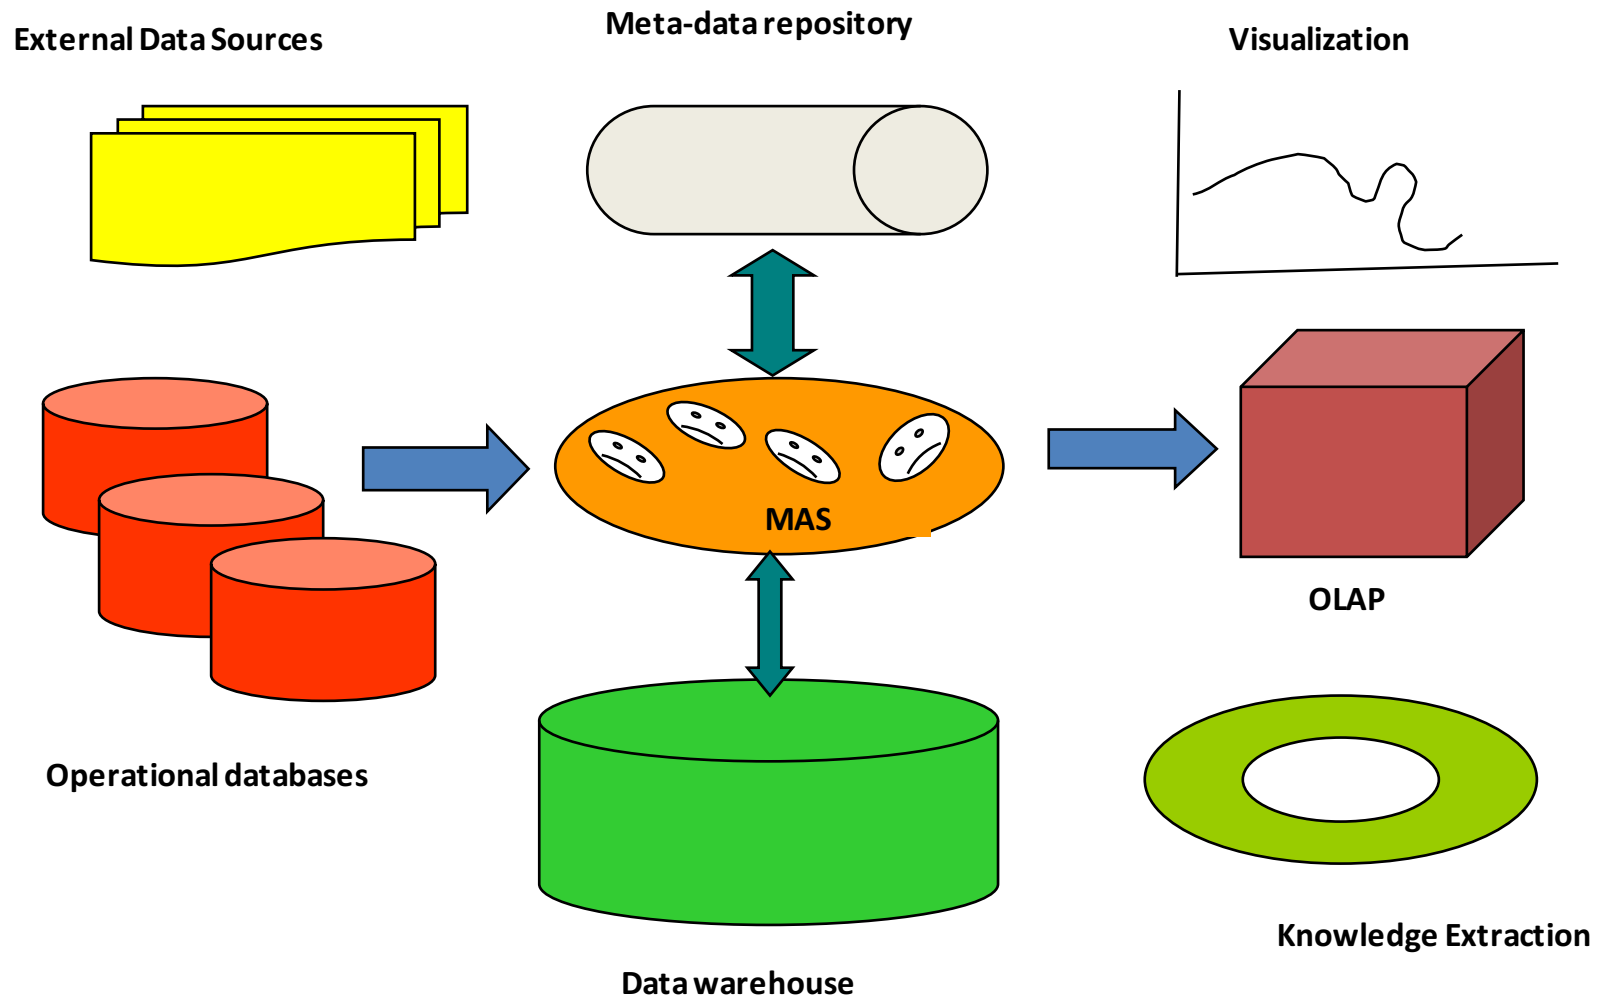 External Data Sources
Meta-data repository
Visualization
MAS
OLAP
Operational databases
Knowledge Extraction
Data warehouse